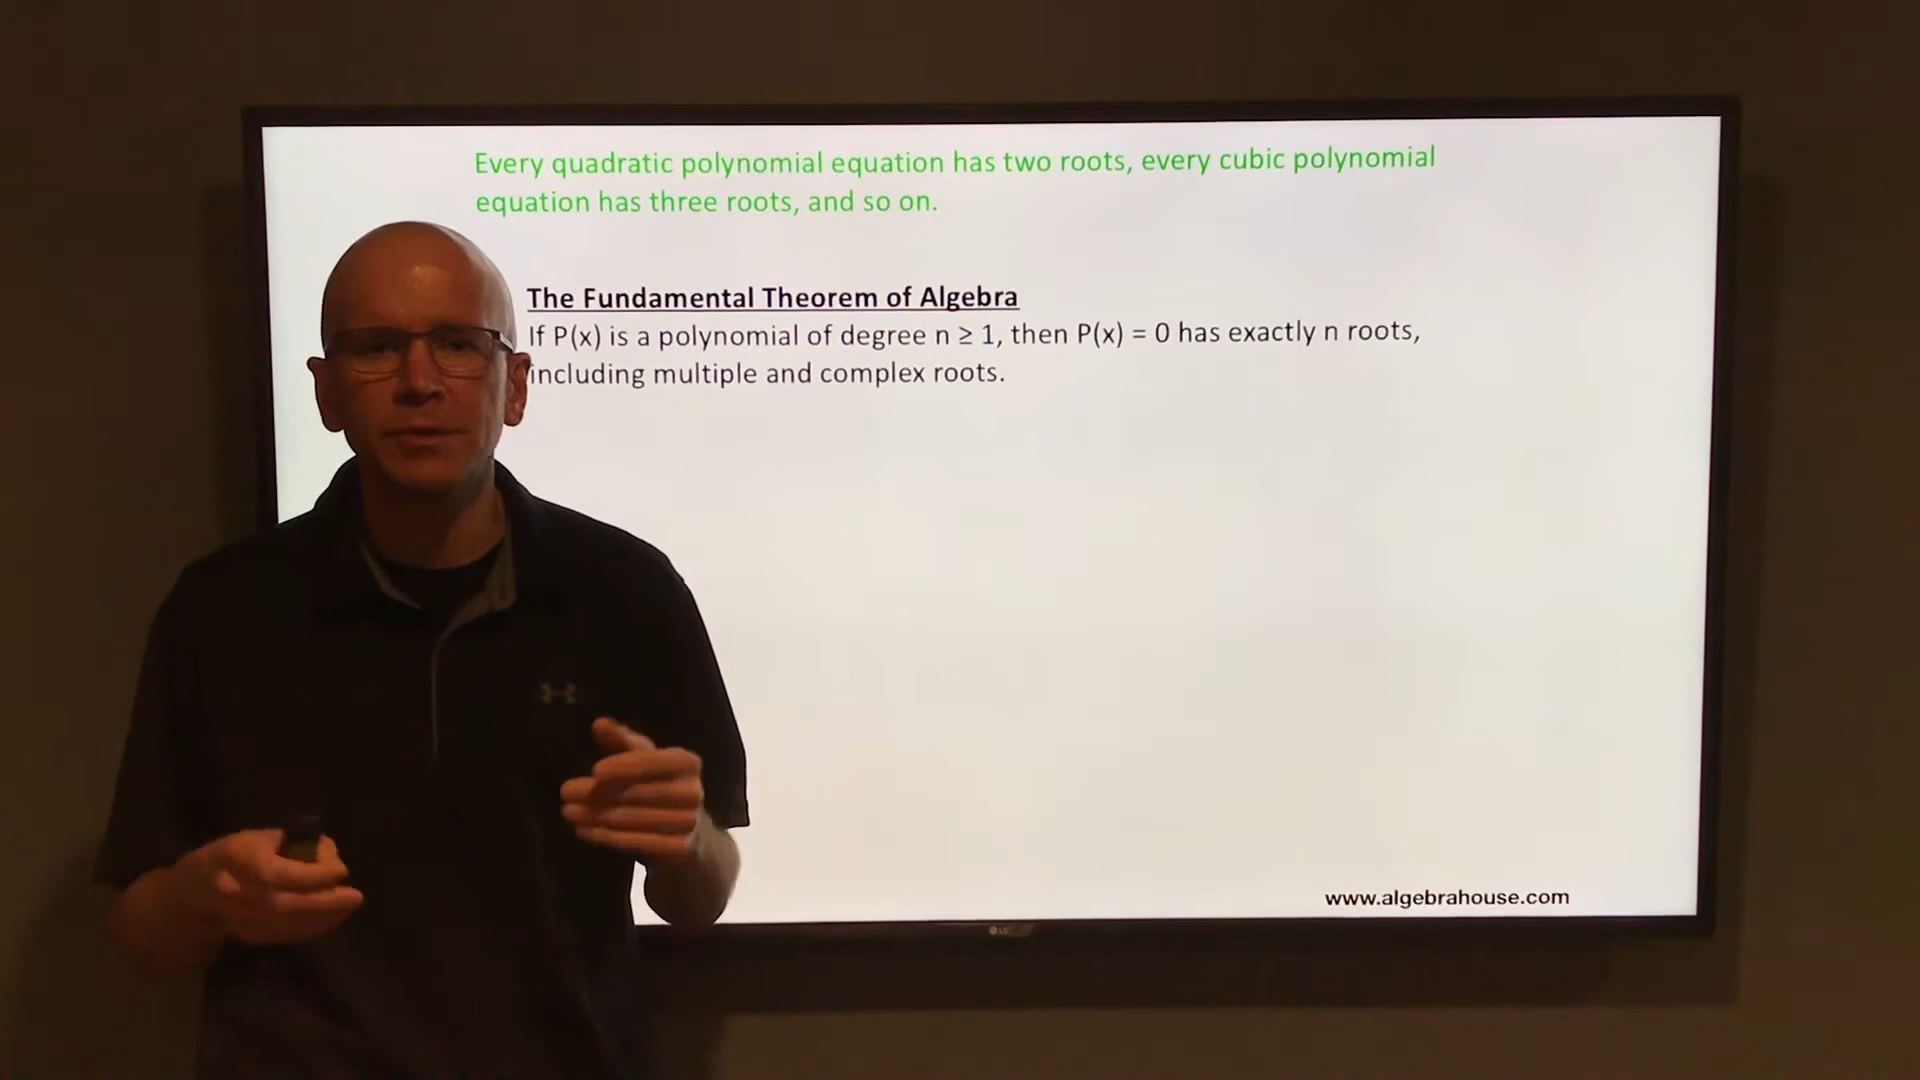 Every quadratic polynomial equation has two roots, every cubic polynomial
equation has three roots, and so on.
The Fundamental Theorem of Algebra
If P(x) is a polynomial of degree n ≥ 1, then P(x) = 0 has exactly n roots,
including multiple and complex roots.
www.algebrahouse.com
LG